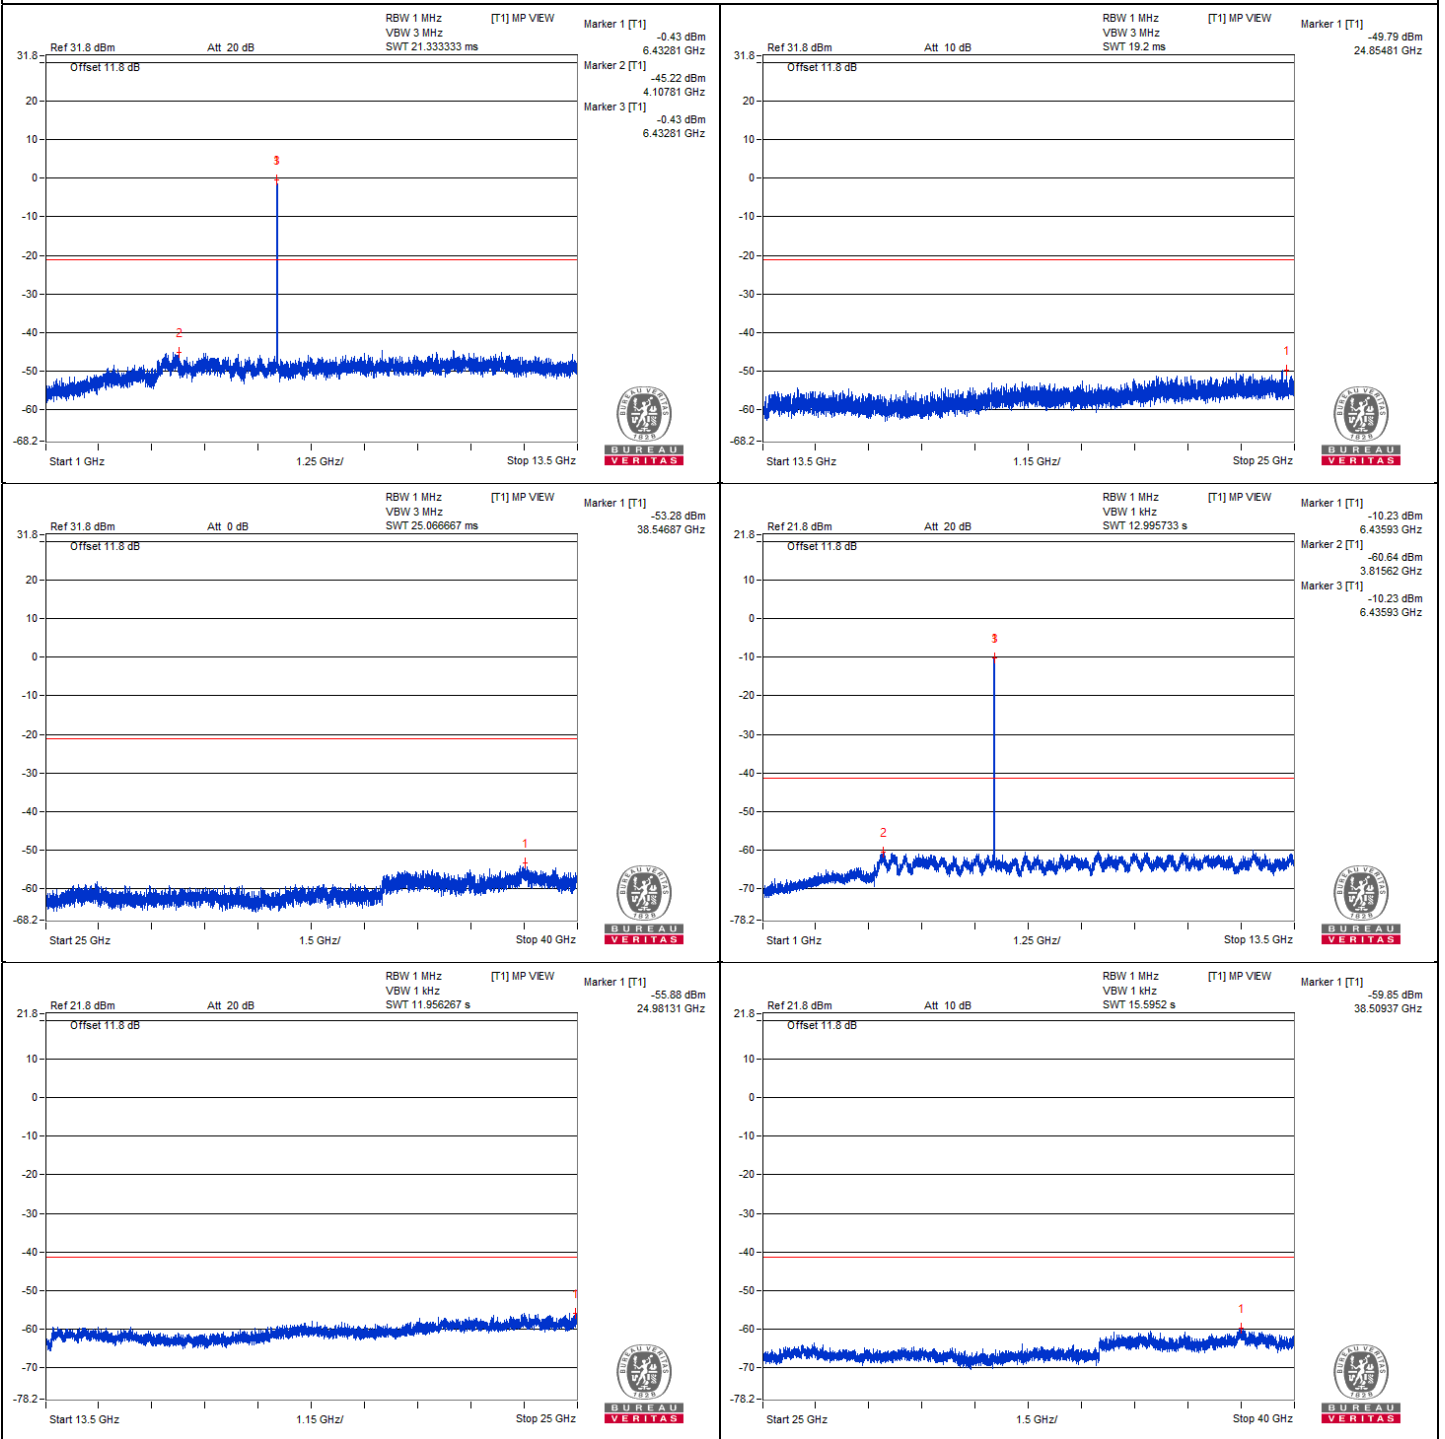 RBW 1 MHz [T1] MP VIEW
VBW 3 MHz
Ref 31.8 dBm Att 20 dB SWT 21.333333 ms
Marker 1 [T1]
-0.43 dBm
6.43281 GHz
Marker 2 [T1]
-45.22 dBm
4.10781 GHz
Marker 3 [T1]
-0.43 dBm
6.43281 GHz
Offset 11.8 dB
31.8
20
10
0
-10
-20
-30
-40
-50
-60
-68.2
2
Start 1 GHz 1.25 GHz/ Stop 13.5 GHz
BUREAU VERITAS
1828
BUREAU
VERITAS
RBW 1 MHz [T1] MP VIEW
VBW 3 MHz
Ref 31.8 dBm Att 10 dB SWT 19.2 ms
Marker 1 [T1]
-49.79 dBm
24.85481 GHz
Offset 11.8 dB
31.8
20
10
0
-10
-20
-30
-40
-50
-60
-68.2
1
Start 13.5 GHz 1.15 GHz/ Stop 25 GHz
BUREAU VERITAS
1828
BUREAU
VERITAS
RBW 1 MHz [T1] MP VIEW
VBW 3 MHz
Ref 31.8 dBm Att 0 dB SWT 25.066667 ms
Marker 1 [T1]
-53.28 dBm
38.54687 GHz
Offset 11.8 dB
31.8
20
10
0
-10
-20
-30
-40
-50
-60
-68.2
1
Start 25 GHz 1.5 GHz/ Stop 40 GHz
BUREAU VERITAS
1828
BUREAU
VERITAS
RBW 1 MHz [T1] MP VIEW
VBW 1 kHz
Ref 21.8 dBm Att 20 dB SWT 12.995733 s
Marker 1 [T1]
-10.23 dBm
6.43593 GHz
Marker 2 [T1]
-60.64 dBm
3.81562 GHz
Marker 3 [T1]
-10.23 dBm
6.43593 GHz
Offset 11.8 dB
21.8
10
0
-10
-20
-30
-40
-50
-60
-70
-78.2
2
Start 1 GHz 1.25 GHz/ Stop 13.5 GHz
BUREAU VERITAS
1828
BUREAU
VERITAS
RBW 1 MHz [T1] MP VIEW
VBW 1 kHz
Ref 21.8 dBm Att 20 dB SWT 11.956267 s
Marker 1 [T1]
-55.88 dBm
24.98131 GHz
Offset 11.8 dB
21.8
10
0
-10
-20
-30
-40
-50
-60
-70
-78.2
1
Start 13.5 GHz 1.15 GHz/ Stop 25 GHz
BUREAU VERITAS
1828
BUREAU
VERITAS
RBW 1 MHz [T1] MP VIEW
VBW 1 kHz
Ref 21.8 dBm Att 10 dB SWT 15.5952 s
Marker 1 [T1]
-59.85 dBm
38.50937 GHz
Offset 11.8 dB
21.8
10
0
-10
-20
-30
-40
-50
-60
-70
-78.2
1
Start 25 GHz 1.5 GHz/ Stop 40 GHz
BUREAU VERITAS
1828
BUREAU
VERITAS